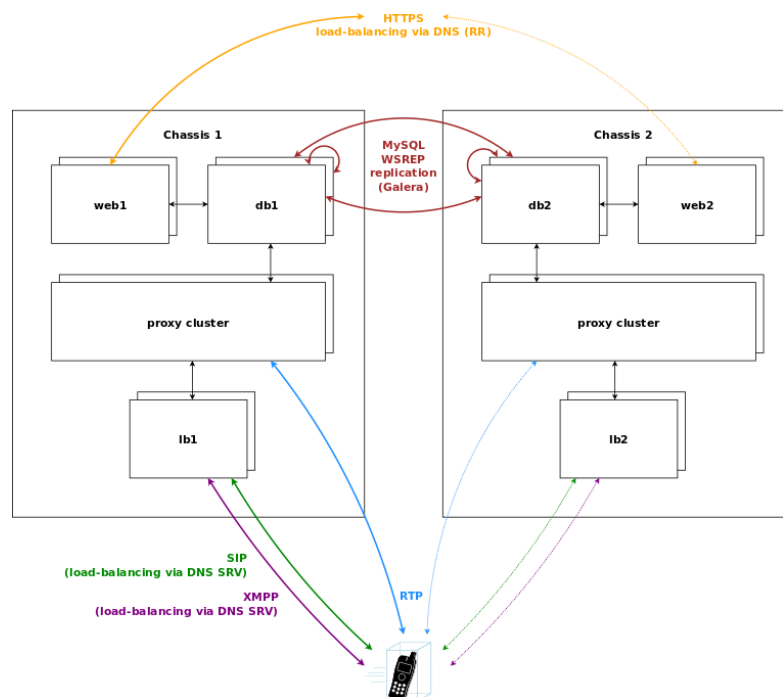 HTTPS
load-balancing via DNS (RR)
Chassis 1
Chassis 2
MySQL
WSREP
replication
(Galera)
web1
db1
db2
web2
proxy cluster
proxy cluster
lb1
lb2
SIP
(load-balancing via DNS SRV)
XMPP
(load-balancing via DNS SRV)
RTP